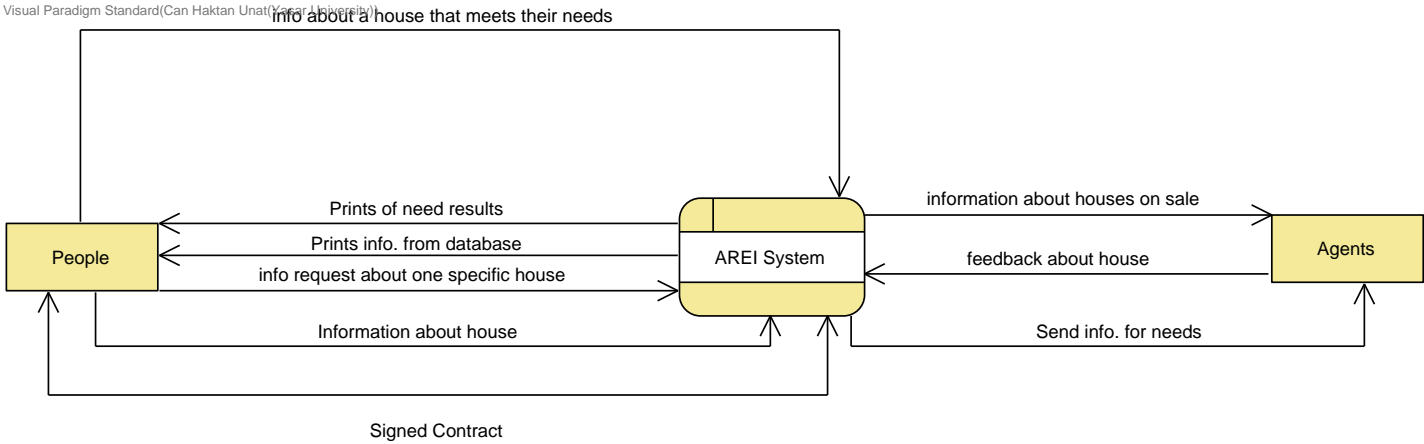 Visual Paradigm Standard(Can Haktan Unat(Yasar University))
info about a house that meets their needs
Prints of need results
information about houses on sale
Prints info. from database
People
AREI System
Agents
feedback about house
info request about one specific house
Information about house
Send info. for needs
Signed Contract